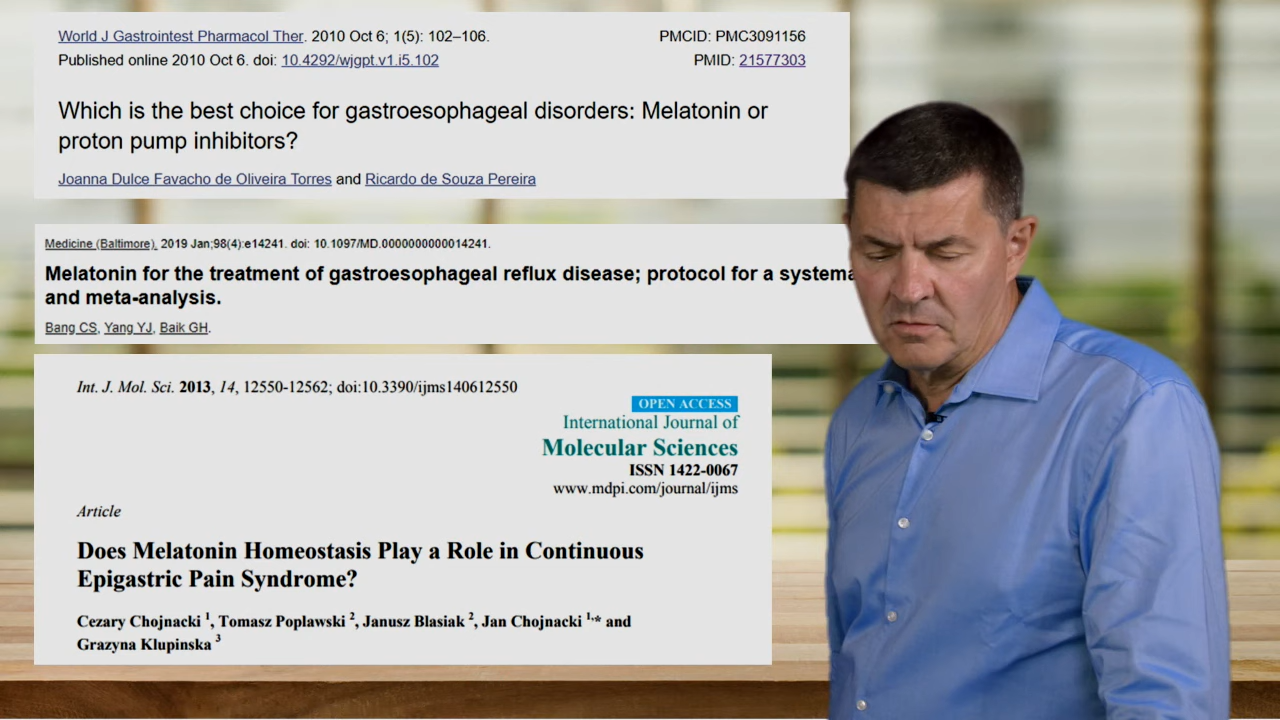 World J Gastrointest Pharmacol Ther. 2010 Oct 6; 1(5): 102–106.
PMCID: PMC3091156
Published online 2010 Oct 6. doi: 10.4292/wjgpt.v1.i5.102
PMID: 21577303
Which is the best choice for gastroesophageal disorders: Melatonin or
proton pump inhibitors?
Joanna Dulce Favacho de Oliveira Torres and Ricardo de Souza Pereira
Medicine (Baltimore). 2019 Jan;98(4):e14241. doi: 10.1097/MD.0000000000014241.
Melatonin for the treatment of gastroesophageal reflux disease; protocol for a systema
and meta-analysis.
Bang CS, Yang YJ, Baik GH.
Int. J. Mol. Sci. 2013, 14, 12550-12562; doi:10.3390/ijms140612550
OPEN ACCESS
International Journal of
Molecular Sciences
ISSN 1422-0067
www.mdpi.com/journal/ijms
Article
Does Melatonin Homeostasis Play a Role in Continuous
Epigastric Pain Syndrome?
Cezary Chojnacki 1, Tomasz Poplawski 2, Janusz Blasiak 2, Jan Chojnacki 1,* and
Grazyna Klupinska 3